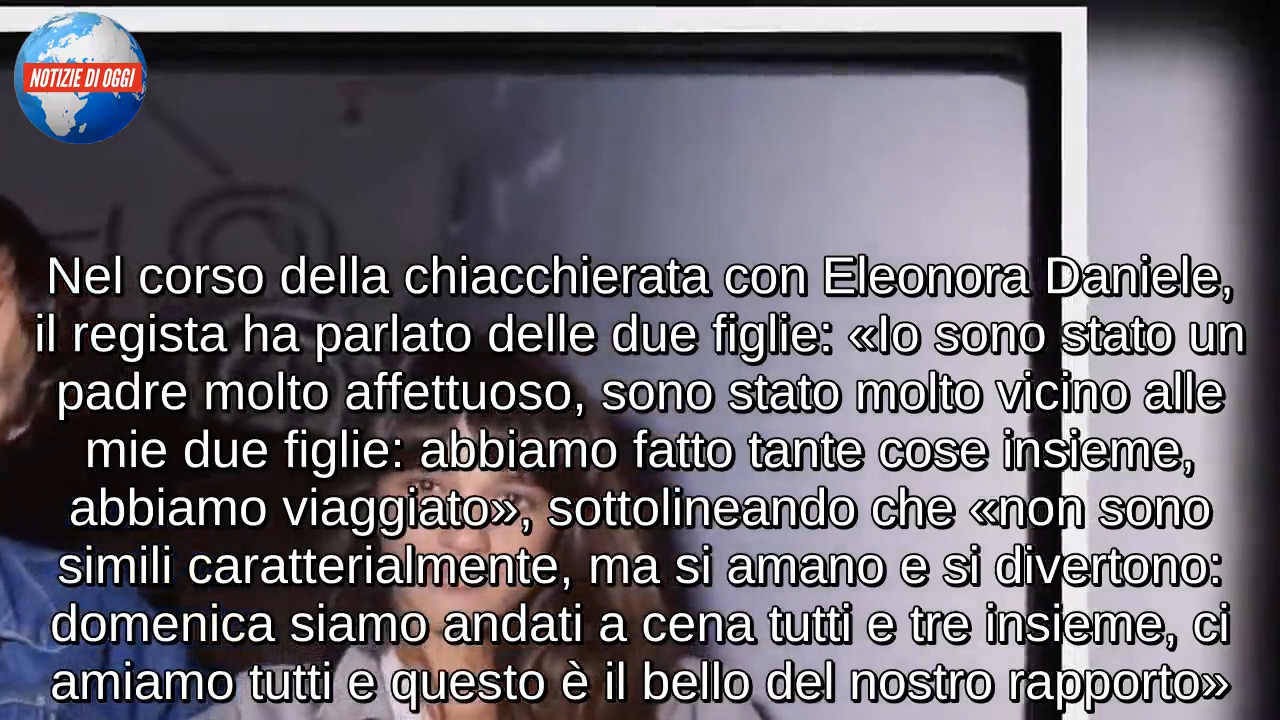 NOTIZIE DI OGGI
Nel corso della chiacchierata con Eleonora Daniele,
il regista ha parlato delle due figlie: «Io sono stato un
padre molto affettuoso, sono stato molto vicino alle
mie due figlie: abbiamo fatto tante cose insieme,
abbiamo viaggiato», sottolineando che «non sono
simili caratterialmente, ma si amano e si divertono:
domenica siamo andati a cena tutti e tre insieme, ci
amiamo tutti e questo è il bello del nostro rapporto»